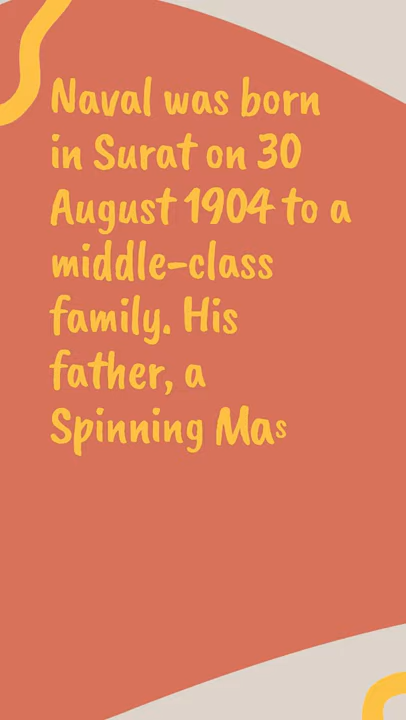 Naval was born
in Surat on 30
August 1904 to a
middle-class
family. His
father, a
Spinning Mas